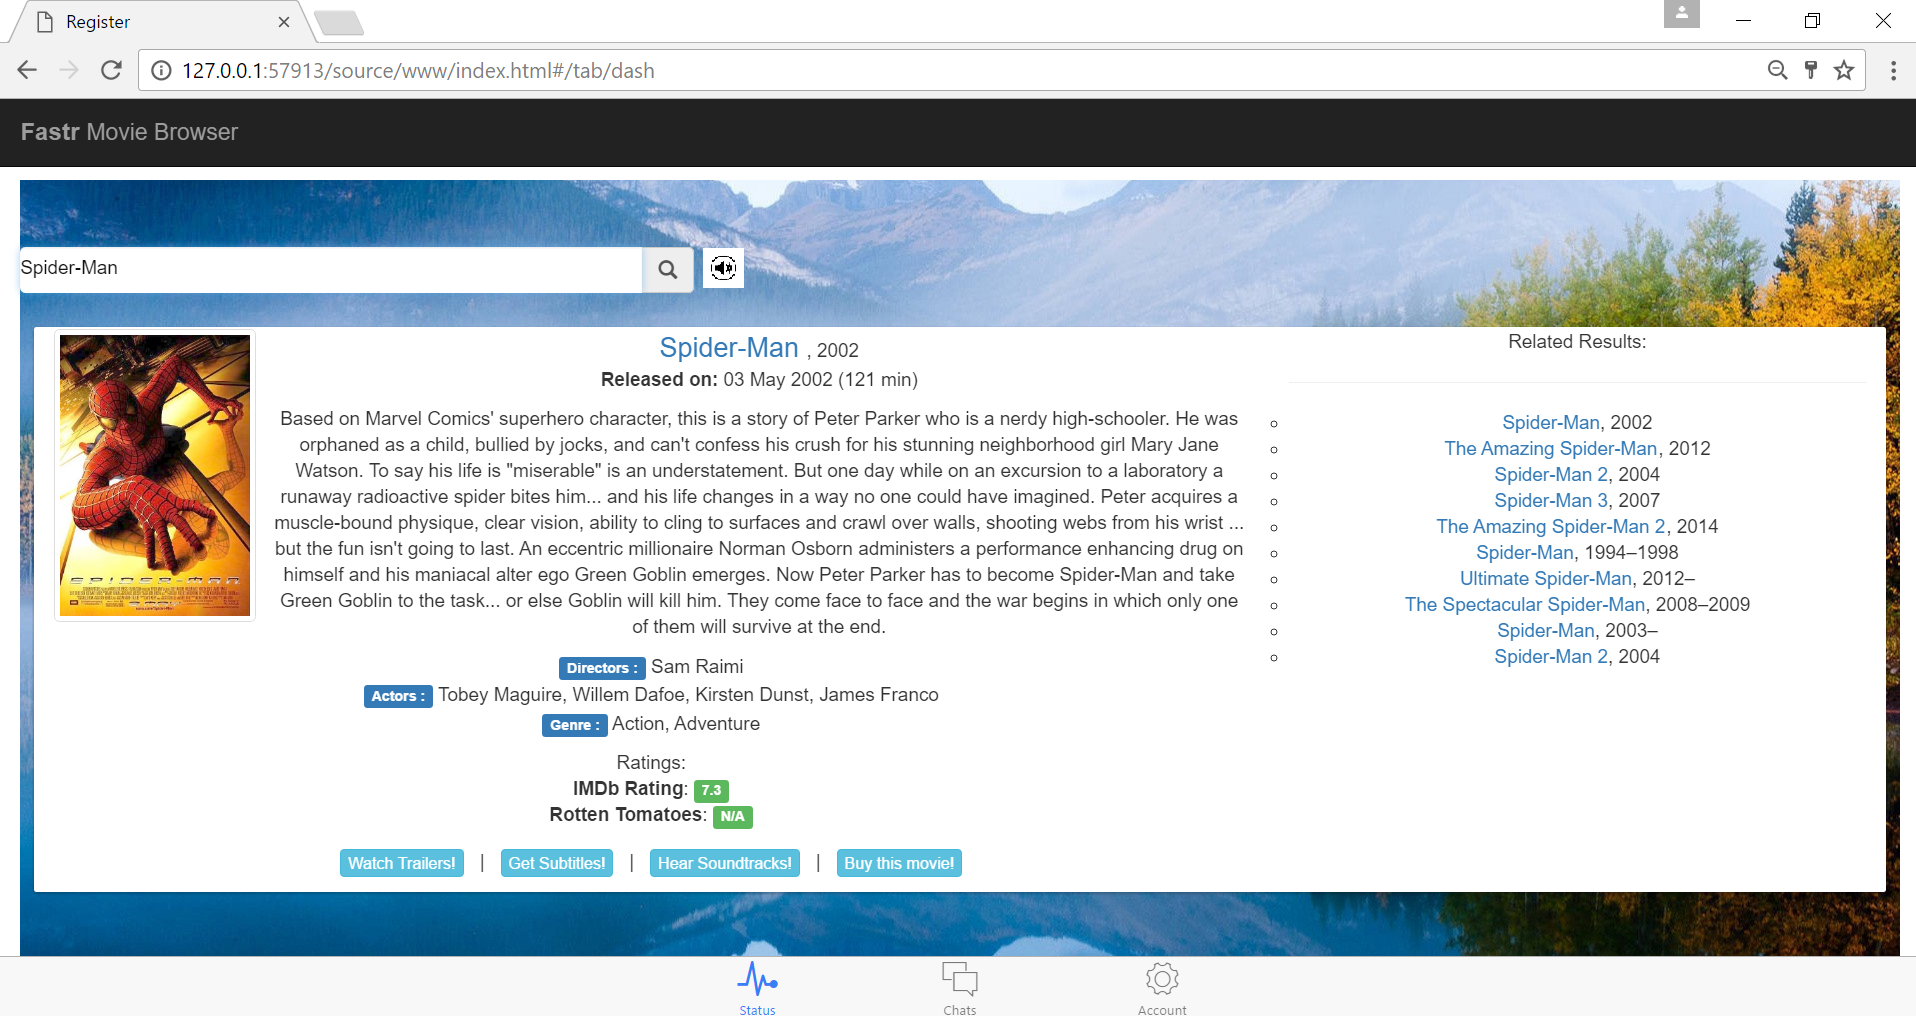 Register
127.0.0.1:57913/source/www/index.html#/tab/dash
Fastr Movie Browser
Spider-Man
Spider-Man , 2002
Released on: 03 May 2002 (121 min)
Based on Marvel Comics' superhero character, this is a story of Peter Parker who is a nerdy high-schooler. He was
orphaned as a child, bullied by jocks, and can't confess his crush for his stunning neighborhood girl Mary Jane
Watson. To say his life is "miserable" is an understatement. But one day while on an excursion to a laboratory a
runaway radioactive spider bites him... and his life changes in a way no one could have imagined. Peter acquires a
muscle-bound physique, clear vision, ability to cling to surfaces and crawl over walls, shooting webs from his wrist ...
but the fun isn't going to last. An eccentric millionaire Norman Osborn administers a performance enhancing drug on
himself and his maniacal alter ego Green Goblin emerges. Now Peter Parker has to become Spider-Man and take
Green Goblin to the task... or else Goblin will kill him. They come face to face and the war begins in which only one
of them will survive at the end.
Directors : Sam Raimi
Actors : Tobey Maguire, Willem Dafoe, Kirsten Dunst, James Franco
Genre : Action, Adventure
Ratings:
IMDb Rating: 7.3
Rotten Tomatoes: N/A
Watch Trailers! | Get Subtitles! | Hear Soundtracks! | Buy this movie!
SPIDER-MAN
Related Results:
Spider-Man, 2002
The Amazing Spider-Man, 2012
Spider-Man 2, 2004
Spider-Man 3, 2007
The Amazing Spider-Man 2, 2014
Spider-Man, 1994–1998
Ultimate Spider-Man, 2012–
The Spectacular Spider-Man, 2008–2009
Spider-Man, 2003–
Spider-Man 2, 2004
Status
Chats
Account